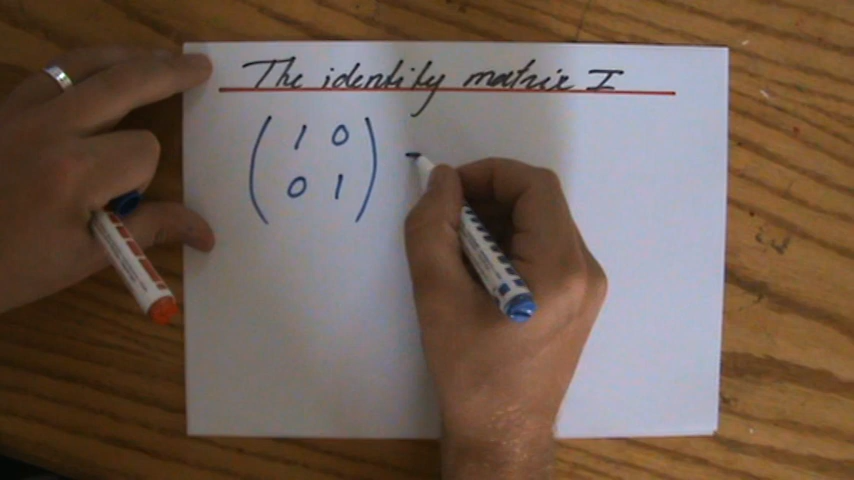 The identity matrix I
( 1 0 )
( 0 1 ) -